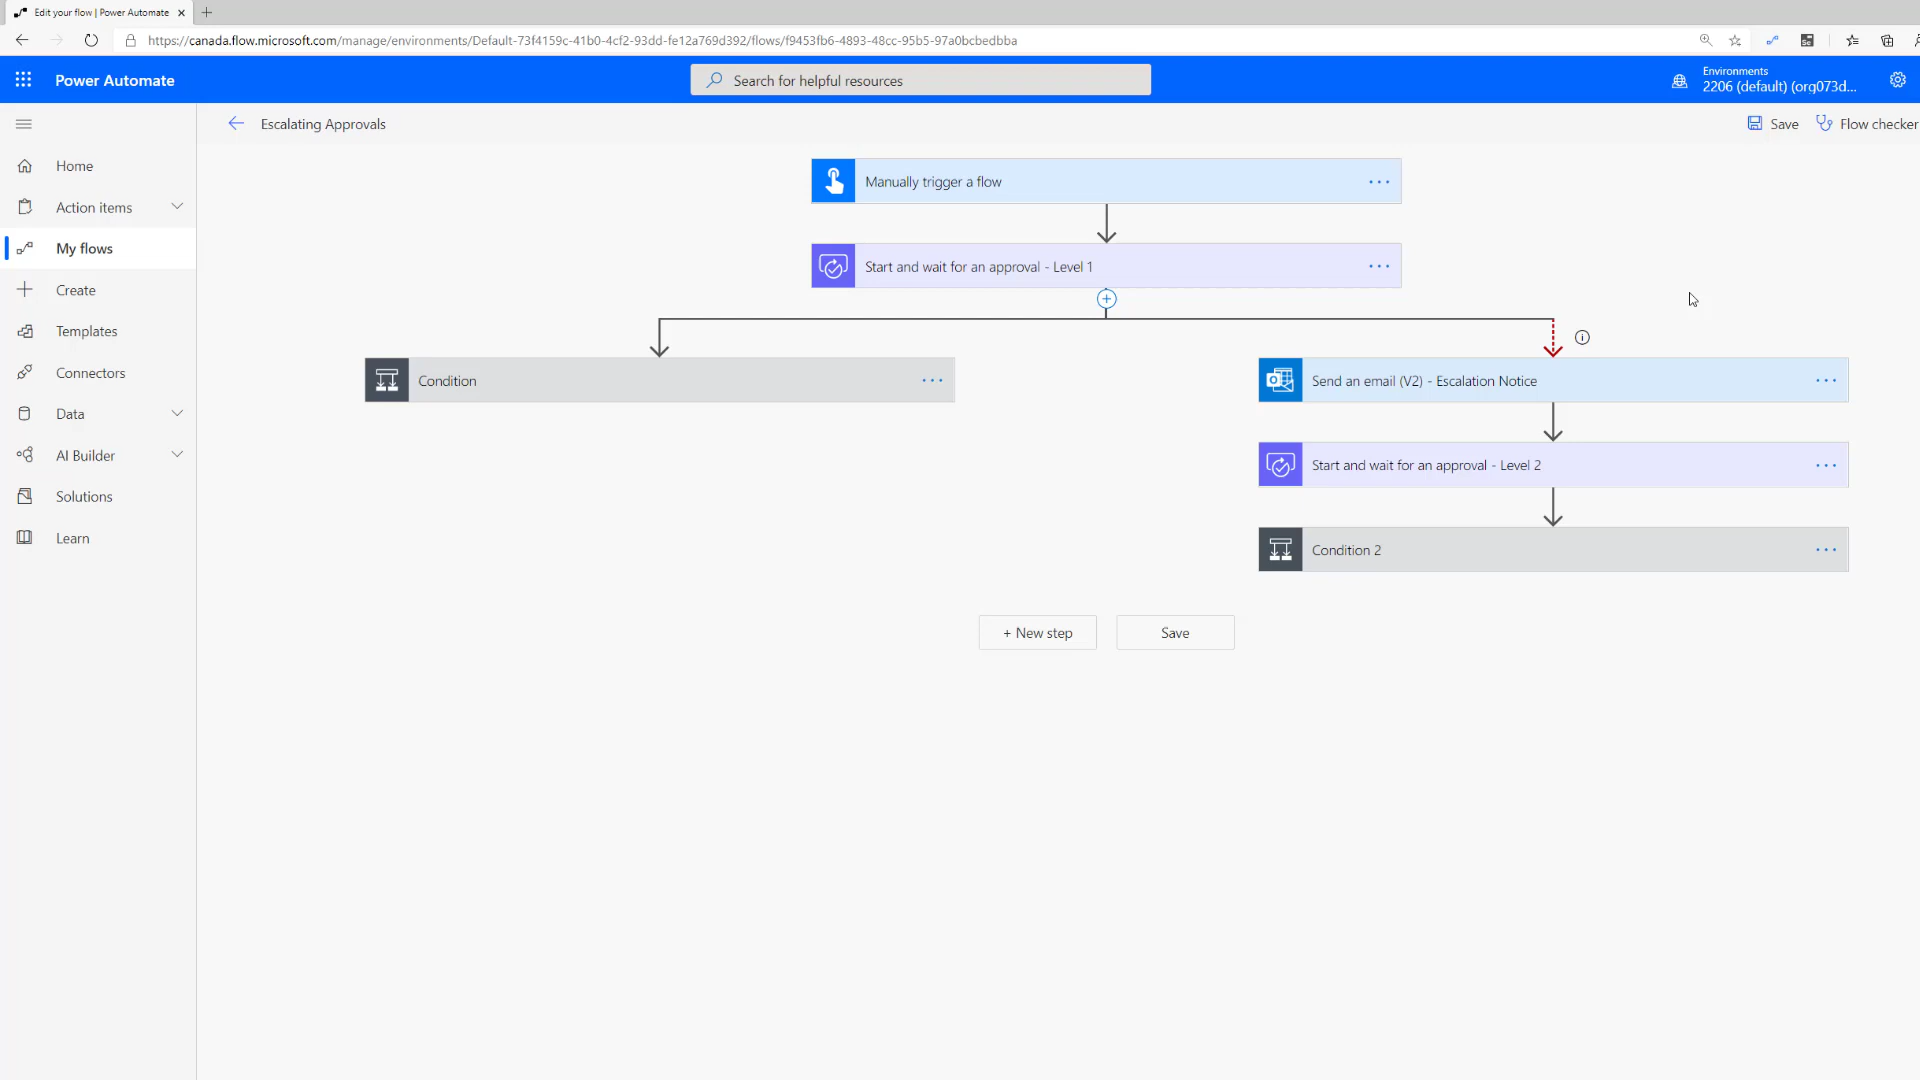 Edit your flow | Power Automate
https://canada.flow.microsoft.com/manage/environments/Default-73f4159c-41b0-4cf2-93dd-fe12a769d392/flows/f9453fb6-4893-48cc-95b5-97a0bcbedbba
Power Automate
Search for helpful resources
Environments
2206 (default) (org073d...
Escalating Approvals
Save
Flow checker
Home
Action items
My flows
Create
Templates
Connectors
Data
AI Builder
Solutions
Learn
Manually trigger a flow
Start and wait for an approval - Level 1
Condition
Send an email (V2) - Escalation Notice
Start and wait for an approval - Level 2
Condition 2
+ New step
Save